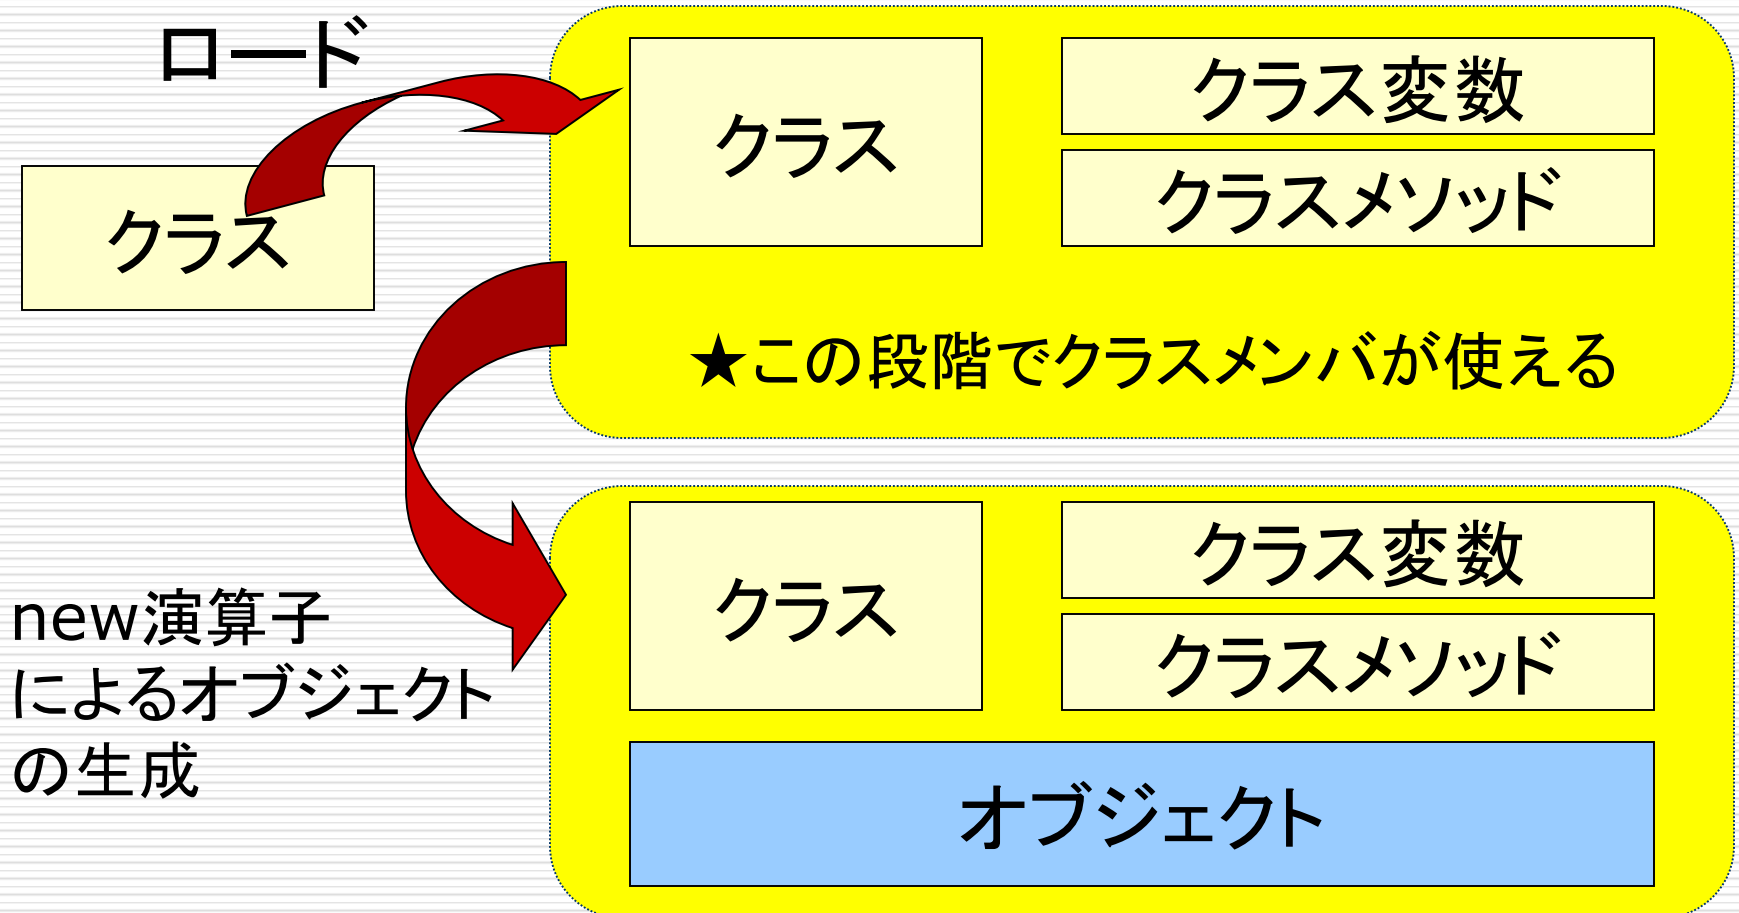 ロード
クラス
クラス
クラス変数
クラスメソッド
★この段階でクラスメンバが使える
new演算子
によるオブジェクト
の生成
クラス
クラス変数
クラスメソッド
オブジェクト